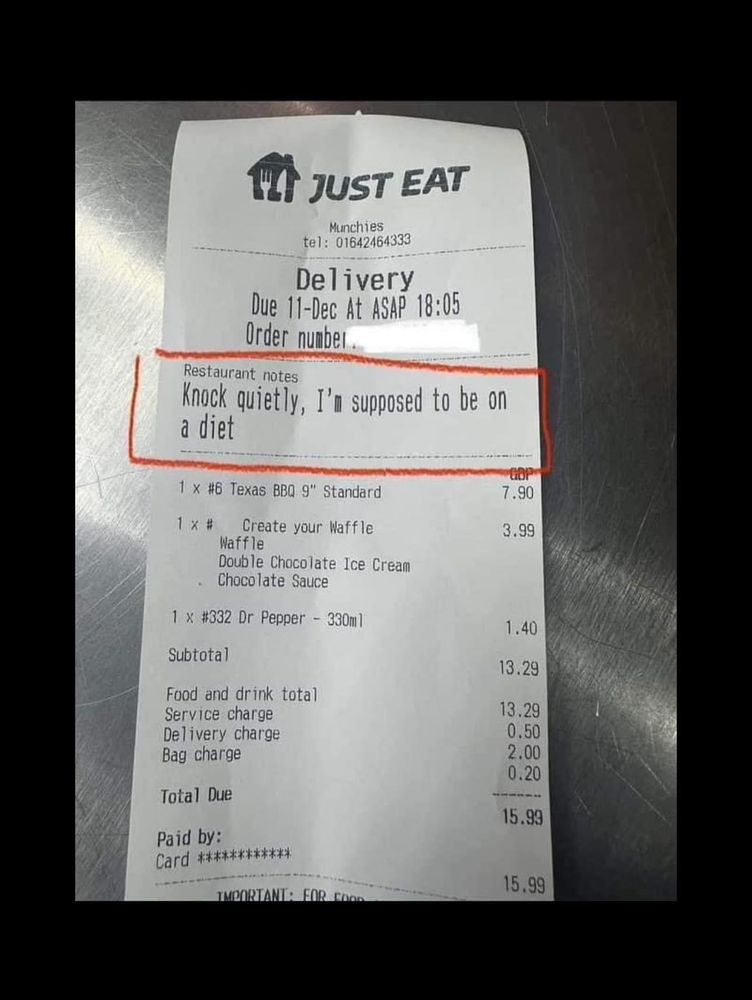 JUST EAT
Munchies
tel: 01642464333
Delivery
Due 11-Dec At ASAP 18:05
Order number
Restaurant notes
Knock quietly, I'm supposed to be on
a diet
GBP
1 x #6 Texas BBQ 9" Standard 7.90
1 x # Create your Waffle 3.99
Waffle
Double Chocolate Ice Cream
Chocolate Sauce
1 x #332 Dr Pepper - 330ml 1.40
Subtotal 13.29
Food and drink total 13.29
Service charge 0.50
Delivery charge 2.00
Bag charge 0.20
Total Due 15.99
Paid by:
Card ************ 15.99
IMPORTANT: FOR FOOD